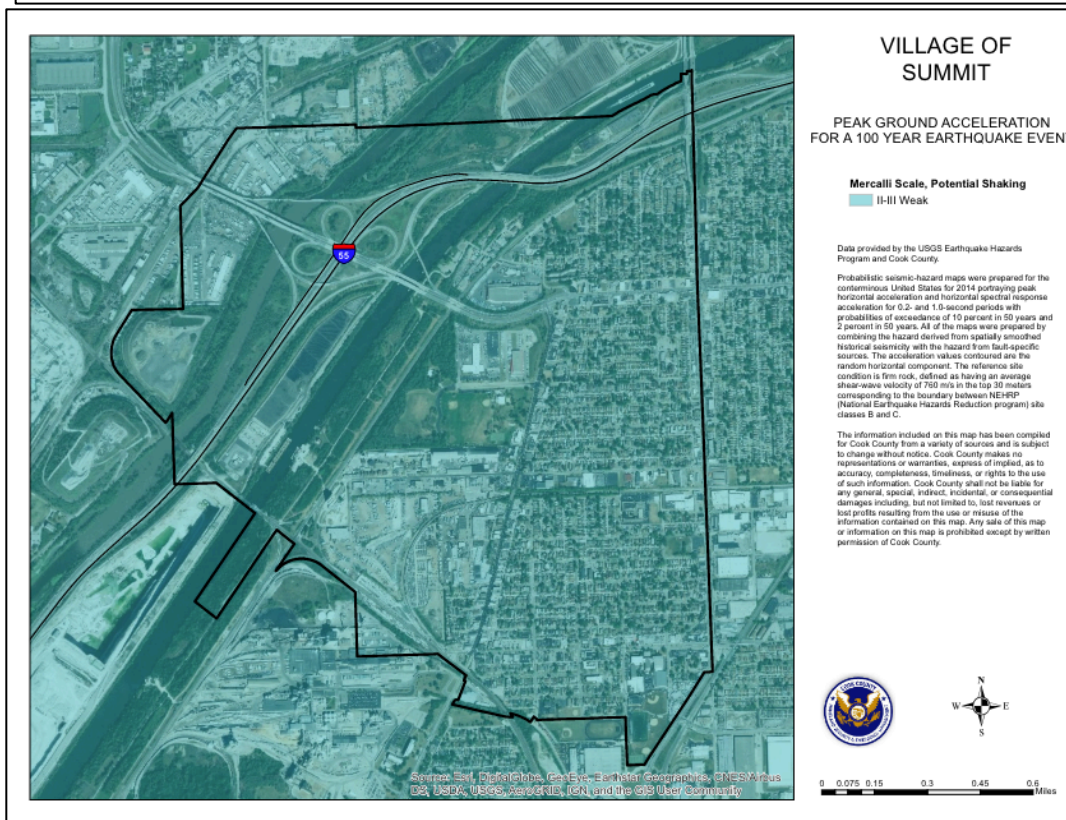 VILLAGE OF
SUMMIT
PEAK GROUND ACCELERATION
FOR A 100 YEAR EARTHQUAKE EVEN
Mercalli Scale, Potential Shaking
II-III Weak
Data provided by the USGS Earthquake Hazards
Program and Cook County.
Probabilistic seismic-hazard maps were prepared for the
conterminous United States for 2014 portraying peak
horizontal acceleration and horizontal spectral response
acceleration for 0.2- and 1.0-second periods with
probabilities of exceedance of 10 percent in 50 years and
2 percent in 50 years. All of the maps were prepared by
combining the hazard derived from spatially smoothed
historical seismicity with the hazard from fault-specific
sources. The acceleration values contoured are the
random horizontal component. The reference site
condition is firm rock, defined as having an average
shear-wave velocity of 760 m/s in the top 30 meters
corresponding to the boundary between NEHRP
(National Earthquake Hazards Reduction program) site
classes B and C.
The information included on this map has been compiled
for Cook County from a variety of sources and is subject
to change without notice. Cook County makes no
representations or warranties, express of implied, as to
accuracy, completeness, timeliness, or rights to the use
of such information. Cook County shall not be liable for
any general, special, indirect, incidental, or consequential
damages including, but not limited to, lost revenues or
lost profits resulting from the use or misuse of the
information contained on this map. Any sale of this map
or information on this map is prohibited except by written
permission of Cook County.
55
COOK COUNTY
N
W E
S
0 0.075 0.15 0.3 0.45 0.6
Miles
Source: Esri, DigitalGlobe, GeoEye, Earthstar Geographics, CNES/Airbus
DS, USDA, USGS, AeroGRID, IGN, and the GIS User Community